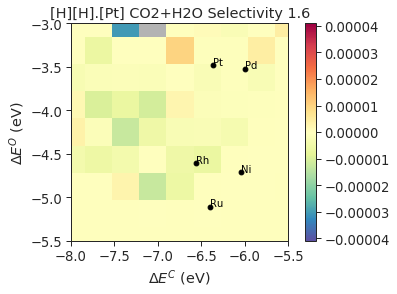 [H][H].[Pt] CO2+H2O Selectivity 1.6
−3.0
−3.5
−4.0
−4.5
−5.0
−5.5
ΔE^O (eV)
Pt
Pd
Rh
Ni
Ru
−8.0 −7.5 −7.0 −6.5 −6.0 −5.5
ΔE^C (eV)
0.00004
0.00003
0.00002
0.00001
0.00000
−0.00001
−0.00002
−0.00003
−0.00004